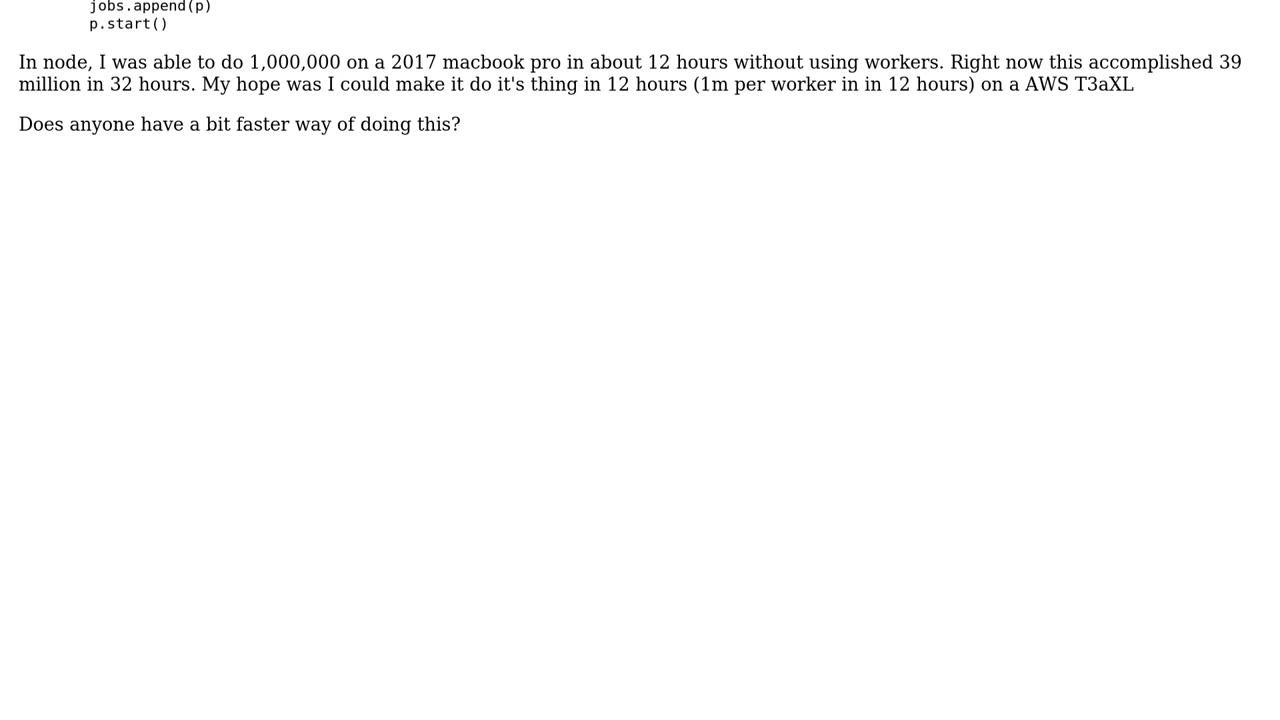 jobs.append(p)
p.start()
In node, I was able to do 1,000,000 on a 2017 macbook pro in about 12 hours without using workers. Right now this accomplished 39
million in 32 hours. My hope was I could make it do it's thing in 12 hours (1m per worker in in 12 hours) on a AWS T3aXL
Does anyone have a bit faster way of doing this?